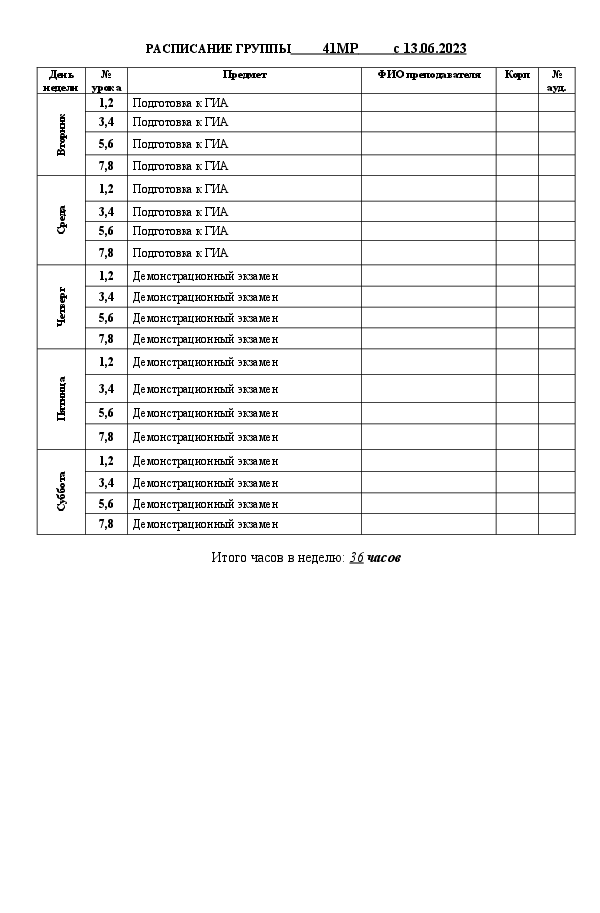 РАСПИСАНИЕ ГРУППЫ 41МР с 13.06.2023
День недели № урока Предмет ФИО преподавателя Корп № ауд.
Вторник 1,2 Подготовка к ГИА
3,4 Подготовка к ГИА
5,6 Подготовка к ГИА
7,8 Подготовка к ГИА
Среда 1,2 Подготовка к ГИА
3,4 Подготовка к ГИА
5,6 Подготовка к ГИА
7,8 Подготовка к ГИА
Четверг 1,2 Демонстрационный экзамен
3,4 Демонстрационный экзамен
5,6 Демонстрационный экзамен
7,8 Демонстрационный экзамен
Пятница 1,2 Демонстрационный экзамен
3,4 Демонстрационный экзамен
5,6 Демонстрационный экзамен
7,8 Демонстрационный экзамен
Суббота 1,2 Демонстрационный экзамен
3,4 Демонстрационный экзамен
5,6 Демонстрационный экзамен
7,8 Демонстрационный экзамен
Итого часов в неделю: 36 часов